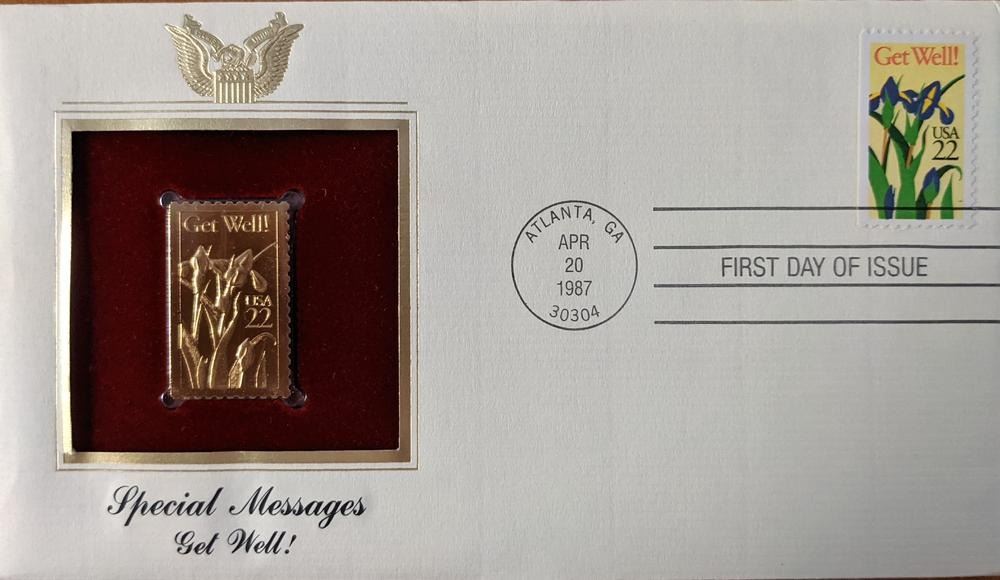 Get Well!
USA
22
Special Messages
Get Well!
ATLANTA, GA
APR
20
1987
30304
FIRST DAY OF ISSUE
Get Well!
USA
22